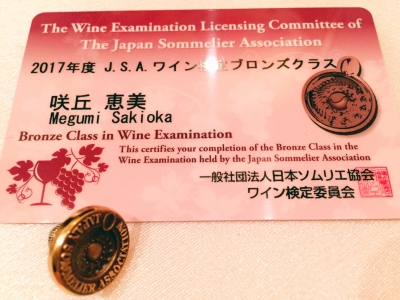 The Wine Examination Licensing Committee of
The Japan Sommelier Association
2017年度 J.S.A.ワイン検定ブロンズクラス
咲丘 恵美
Megumi Sakioka
Bronze Class in Wine Examination
This certifies your completion of the Bronze Class in the
Wine Examination held by the Japan Sommelier Association
一般社団法人日本ソムリエ協会
ワイン検定委員会
SOMMELIER ASSOCIATION